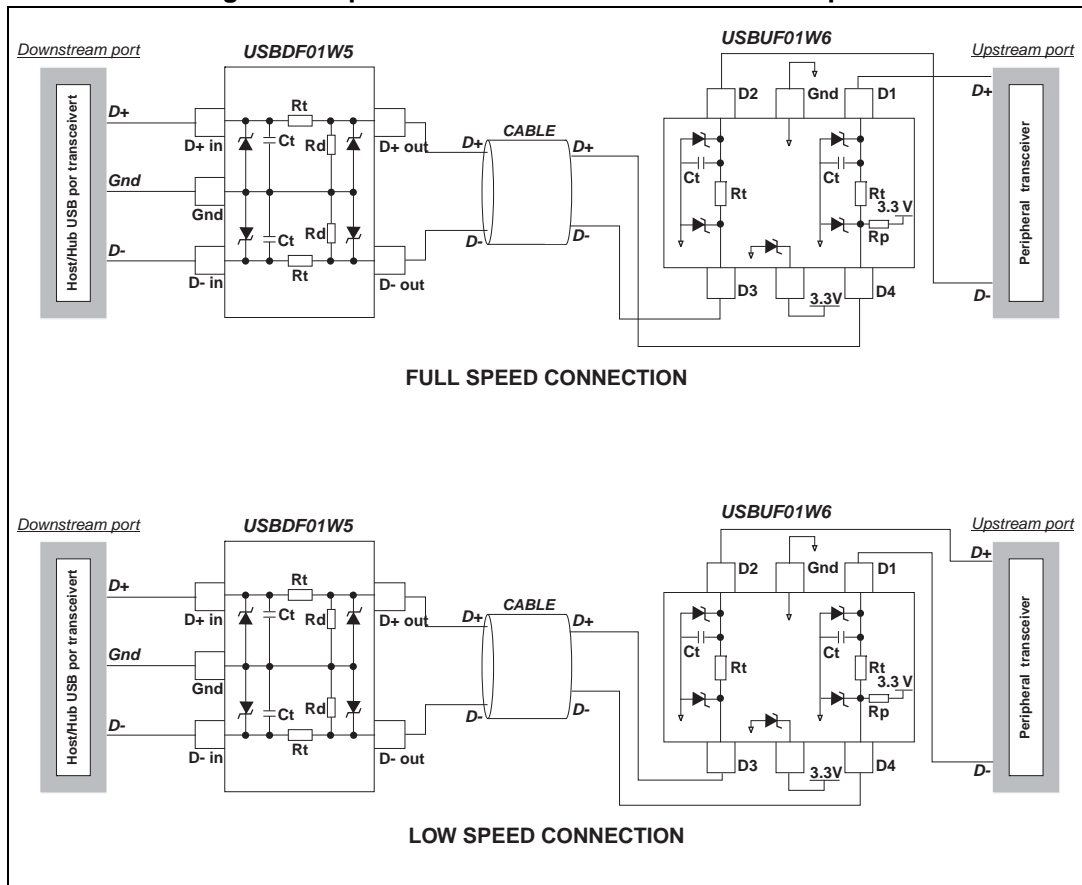 Downstream port
USBDF01W5
USBUF01W6
Upstream port
Host/Hub USB por transceivert
D+
Gnd
D-
D+ in
Gnd
D- in
Rt
Ct
Rd
Rd
Ct
Rt
D+ out
D- out
CABLE
D+
D-
D+
D-
D2
Gnd
D1
Ct
Rt
Ct
Rt
3.3 V
Rp
D3
3.3V
D4
D+
D-
Peripheral transceiver
FULL SPEED CONNECTION
Downstream port
USBDF01W5
USBUF01W6
Upstream port
Host/Hub USB por transceivert
D+
Gnd
D-
D+ in
Gnd
D- in
Rt
Ct
Rd
Rd
Ct
Rt
D+ out
D- out
CABLE
D+
D-
D+
D-
D2
Gnd
D1
Ct
Rt
Ct
Rt
3.3 V
Rp
D3
3.3V
D4
D+
D-
Peripheral transceiver
LOW SPEED CONNECTION